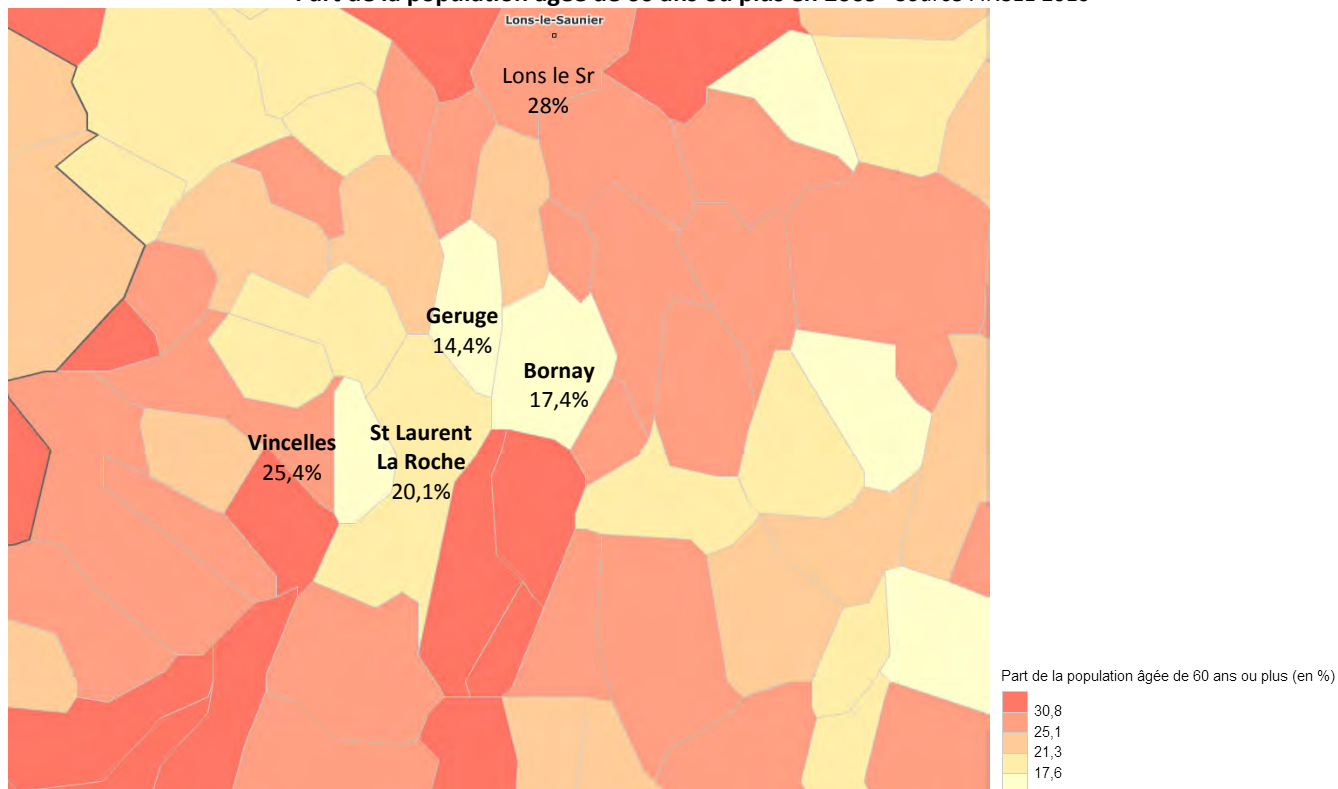 Lons-le-Saunier
Lons le Sr
28%
Geruge
14,4%
Bornay
17,4%
Vincelles
25,4%
St Laurent
La Roche
20,1%
Part de la population âgée de 60 ans ou plus (en %)
30,8
25,1
21,3
17,6